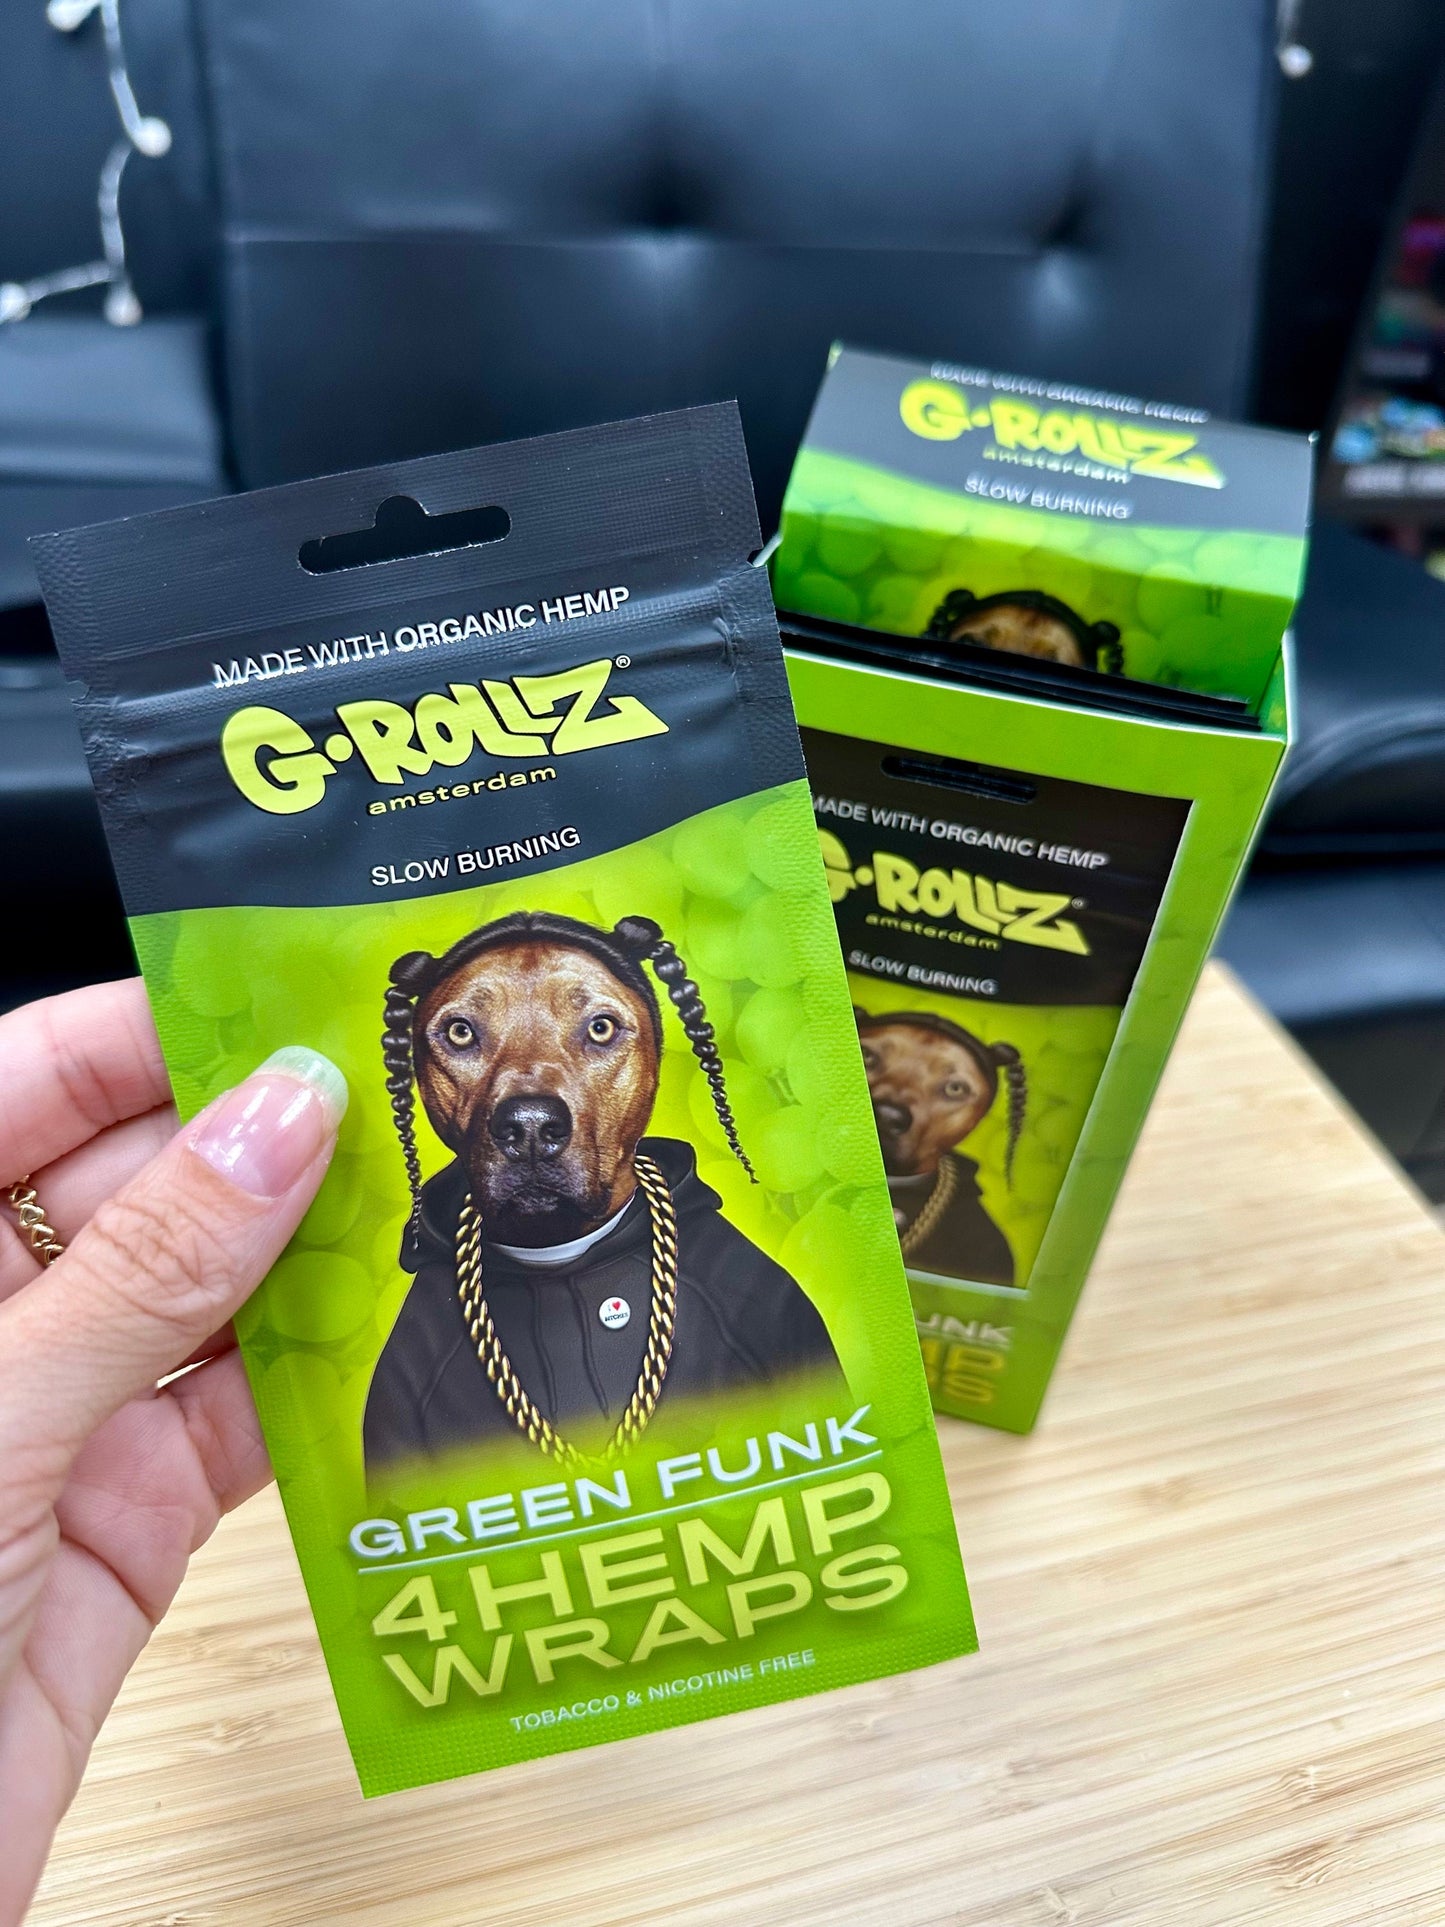 MADE WITH ORGANIC HEMP
G·ROLLZ®
amsterdam
SLOW BURNING
I ❤
GREEN FUNK
4 HEMP
WRAPS
TOBACCO & NICOTINE FREE
MADE WITH ORGANIC HEMP
G·ROLLZ
amsterdam
SLOW BURNING
MADE WITH ORGANIC HEMP
G·ROLLZ®
amsterdam
SLOW BURNING